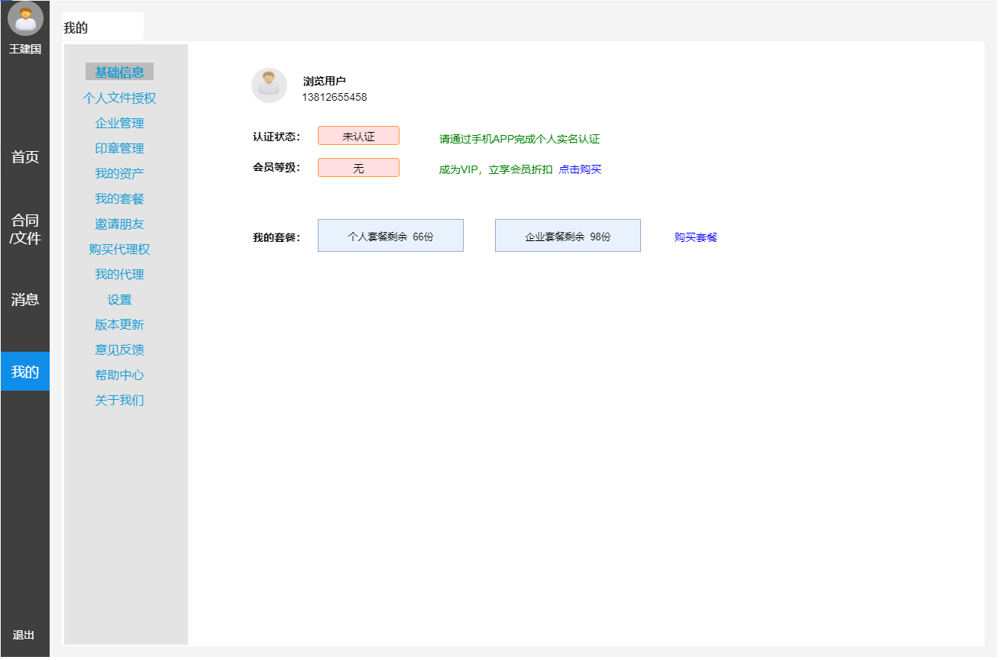 王建国
首页
合同
/文件
消息
我的
退出
我的
基础信息
个人文件授权
企业管理
印章管理
我的资产
我的套餐
邀请朋友
购买代理权
我的代理
设置
版本更新
意见反馈
帮助中心
关于我们
浏览用户
13812655458
认证状态： 未认证 请通过手机APP完成个人实名认证
会员等级： 无 成为VIP，立享会员折扣 点击购买
我的套餐： 个人套餐剩余 66份 企业套餐剩余 98份 购买套餐